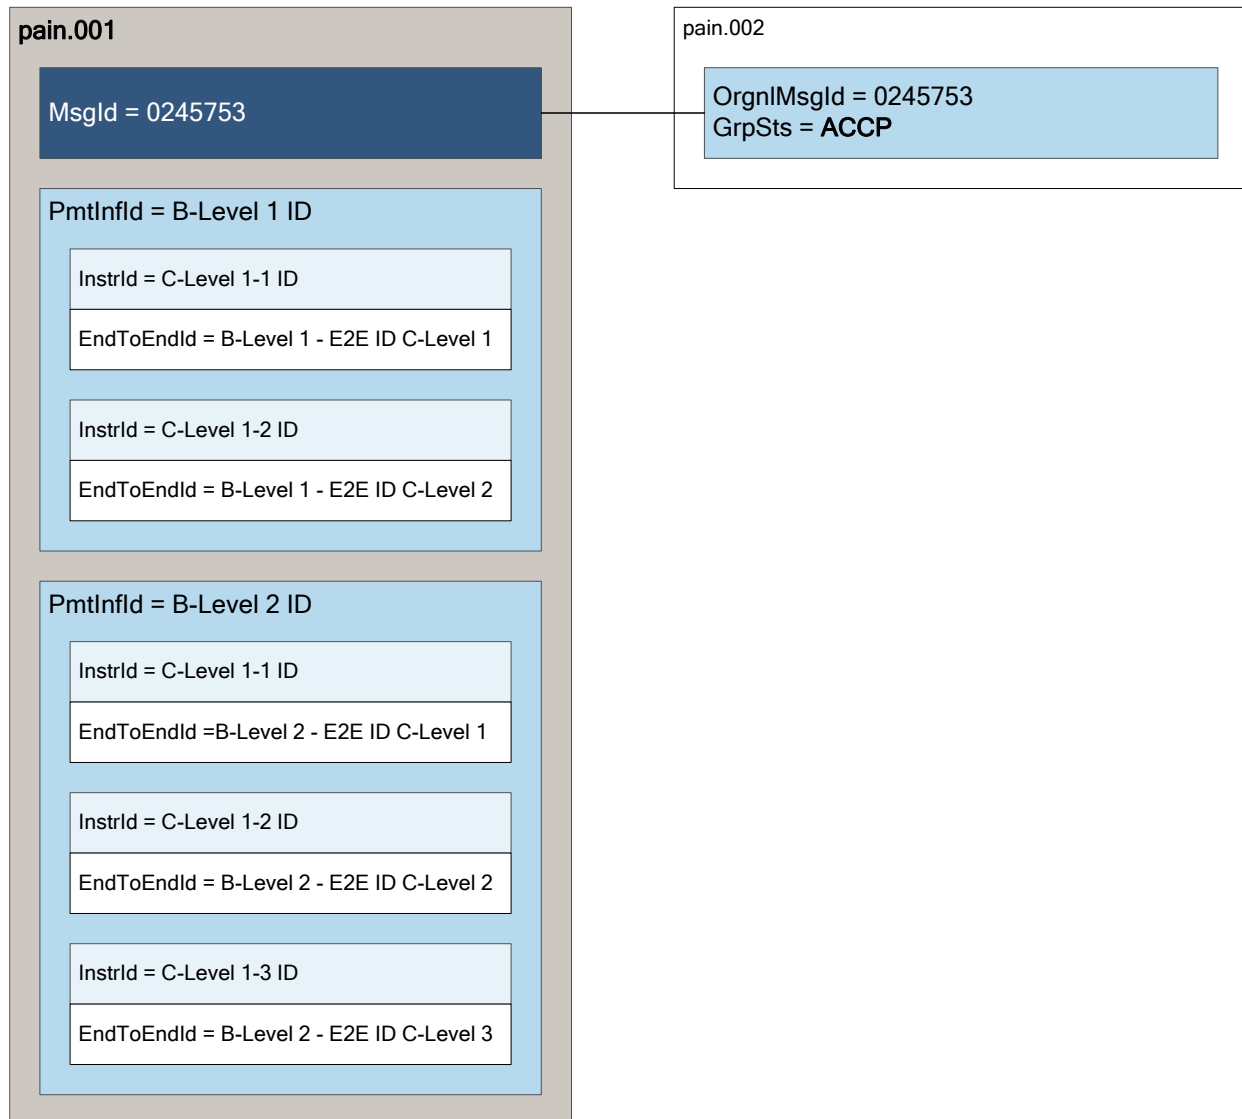 pain.001
MsgId = 0245753
PmtInfId = B-Level 1 ID
InstrId = C-Level 1-1 ID
EndToEndId = B-Level 1 - E2E ID C-Level 1
InstrId = C-Level 1-2 ID
EndToEndId = B-Level 1 - E2E ID C-Level 2
PmtInfId = B-Level 2 ID
InstrId = C-Level 1-1 ID
EndToEndId =B-Level 2 - E2E ID C-Level 1
InstrId = C-Level 1-2 ID
EndToEndId = B-Level 2 - E2E ID C-Level 2
InstrId = C-Level 1-3 ID
EndToEndId = B-Level 2 - E2E ID C-Level 3
pain.002
OrgnlMsgId = 0245753
GrpSts = ACCP